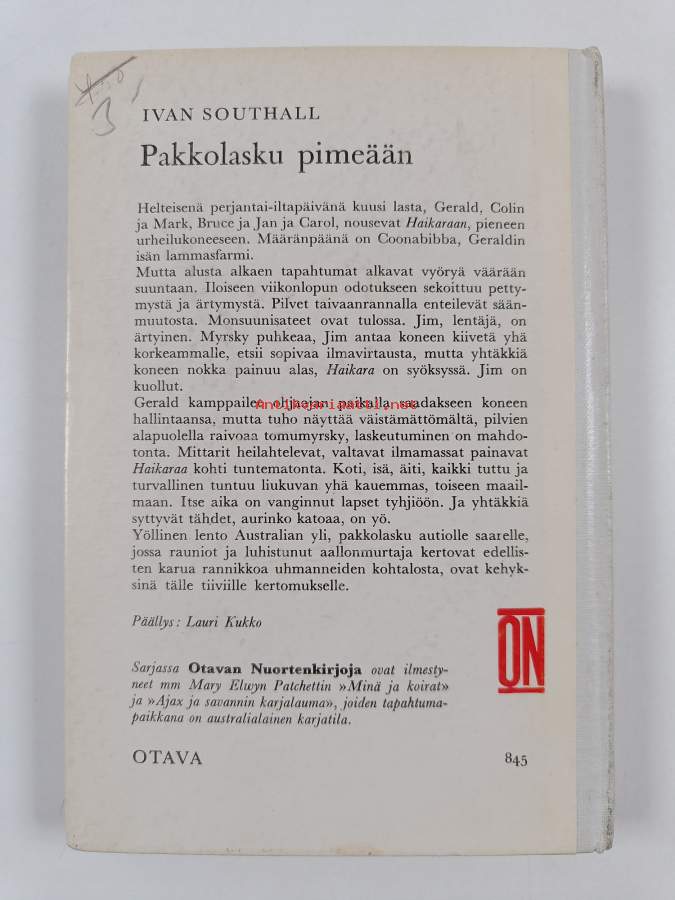 3
IVAN SOUTHALL
Pakkolasku pimeään
Helteisenä perjantai-iltapäivänä kuusi lasta, Gerald, Colin
ja Mark, Bruce ja Jan ja Carol, nousevat Haikaraan, pieneen
urheilukoneeseen. Määränpäänä on Coonabibba, Geraldin
isän lammasfarmi.
Mutta alusta alkaen tapahtumat alkavat vyöryä väärään
suuntaan. Iloiseen viikonlopun odotukseen sekoittuu petty-
mystä ja ärtymystä. Pilvet taivaanrannalla enteilevät sään-
muutosta. Monsuunisateet ovat tulossa. Jim, lentäjä, on
ärtyinen. Myrsky puhkeaa, Jim antaa koneen kiivetä yhä
korkeammalle, etsii sopivaa ilmavirtausta, mutta yhtäkkiä
koneen nokka painuu alas, Haikara on syöksyssä. Jim on
kuollut.
Gerald kamppailee ohjaajan paikalla saadakseen koneen
Antikvariaatti.net
hallintaansa, mutta tuho näyttää väistämättömältä, pilvien
alapuolella raivoaa tomumyrsky, laskeutuminen on mahdo-
tonta. Mittarit heilahtelevat, valtavat ilmamassat painavat
Haikaraa kohti tuntematonta. Koti, isä, äiti, kaikki tuttu ja
turvallinen tuntuu liukuvan yhä kauemmas, toiseen maail-
maan. Itse aika on vanginnut lapset tyhjiöön. Ja yhtäkkiä
syttyvät tähdet, aurinko katoaa, on yö.
Yöllinen lento Australian yli, pakkolasku autiolle saarelle,
jossa rauniot ja luhistunut aallonmurtaja kertovat edellis-
ten karua rannikkoa uhmanneiden kohtalosta, ovat kehyk-
sinä tälle tiiviille kertomukselle.
Päällys: Lauri Kukko
ON
Sarjassa Otavan Nuortenkirjoja ovat ilmesty-
neet mm Mary Elwyn Patchettin »Minä ja koirat»
ja »Ajax ja savannin karjalauma», joiden tapahtuma-
paikkana on australialainen karjatila.
OTAVA 845